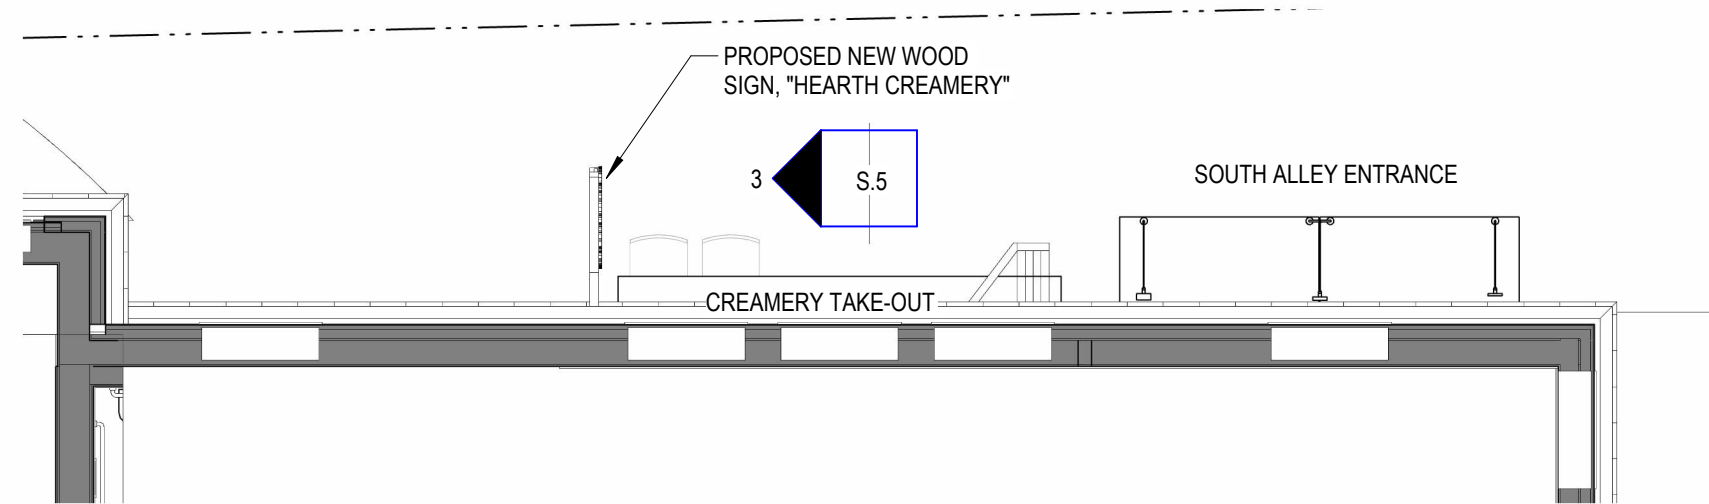 PROPOSED NEW WOOD
SIGN, "HEARTH CREAMERY"
3
S.5
SOUTH ALLEY ENTRANCE
CREAMERY TAKE-OUT